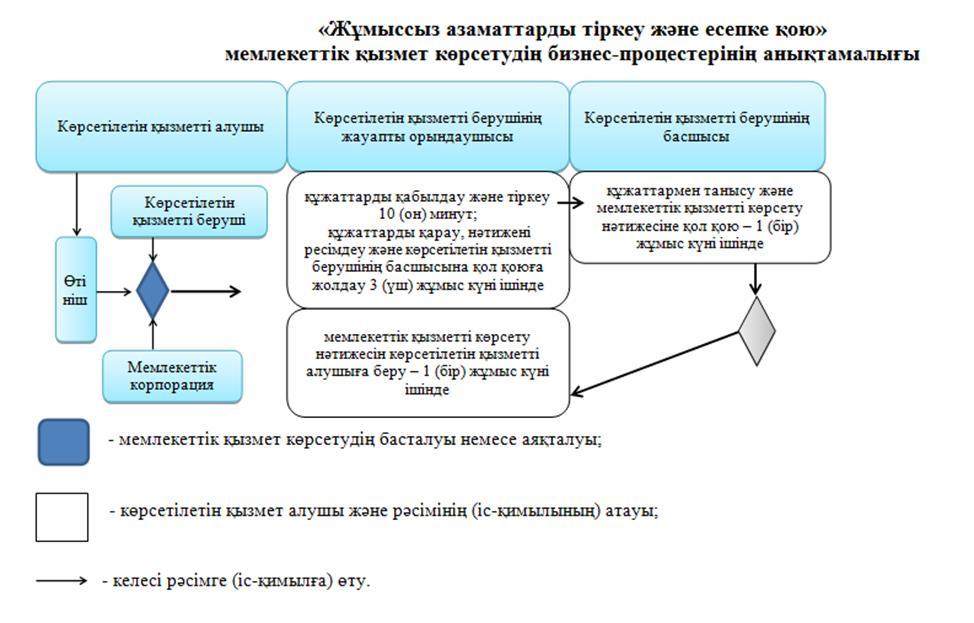 «Жұмыссыз азаматтарды тіркеу және есепке қою»
мемлекеттік қызмет көрсетудің бизнес-процестерінің анықтамалығы
Көрсетілетін қызметті алушы
Көрсетілетін қызметті берушінің
жауапты орындаушысы
Көрсетілетін қызметті берушінің
басшысы
Көрсетілетін
қызметті беруші
Өті
ніш
Мемлекеттік
корпорация
құжаттарды қабылдау және тіркеу
10 (он) минут;
құжаттарды қарау, нәтижені
ресімдеу және көрсетілетін қызметті
берушінің басшысына қол қоюға
жолдау 3 (үш) жұмыс күні ішінде
құжаттармен танысу және
мемлекеттік қызметті көрсету
нәтижесіне қол қою – 1 (бір)
жұмыс күні ішінде
мемлекеттік қызметті көрсету
нәтижесін көрсетілетін қызметті
алушыға беру – 1 (бір) жұмыс күні
ішінде
- мемлекеттік қызмет көрсетудің басталуы немесе аяқталуы;
- көрсетілетін қызмет алушы және рәсімінің (іс-қимылының) атауы;
- келесі рәсімге (іс-қимылға) өту.